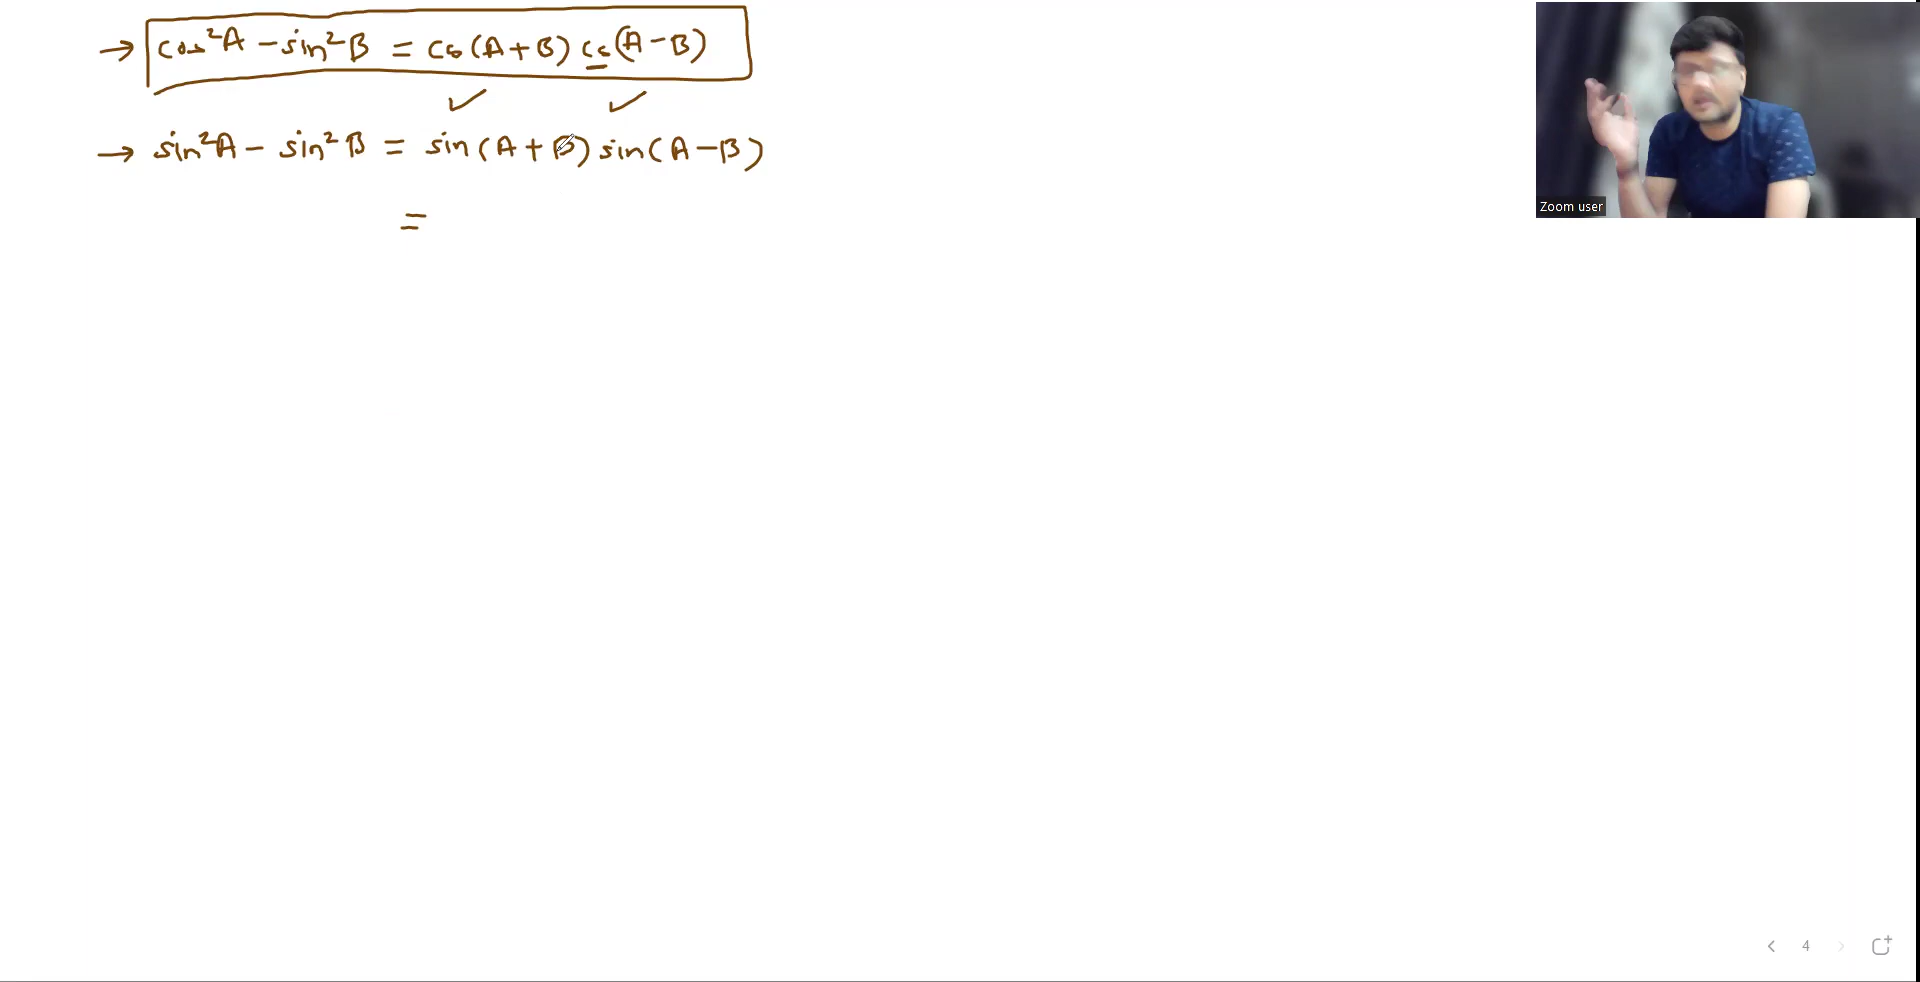 → cos²A - sin²B = cos(A+B) cos(A-B)
✓ ✓
→ sin²A - sin²B = sin(A+B) sin(A-B)
=
Zoom user
< 4 >